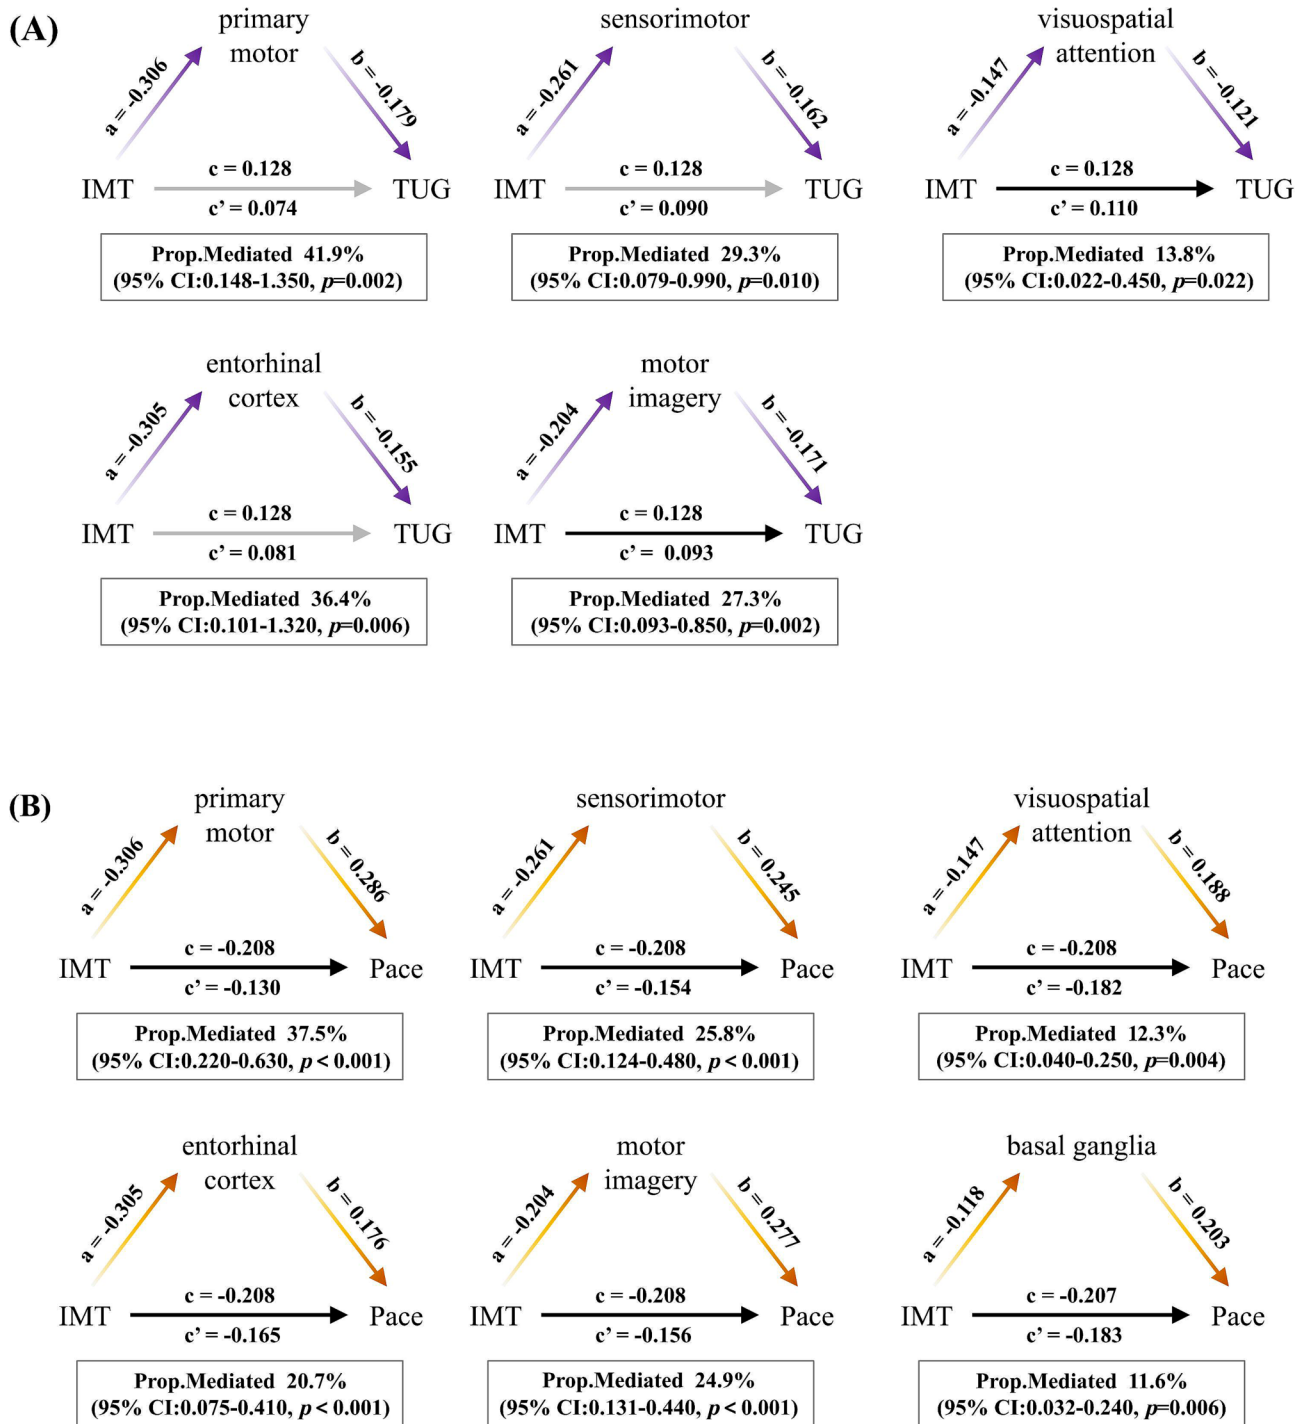 (A)
primary
motor
a = -0.306
b = -0.179
IMT
c = 0.128
c’ = 0.074
TUG
Prop.Mediated 41.9%
(95% CI:0.148-1.350, p=0.002)
sensorimotor
a = -0.261
b = -0.162
IMT
c = 0.128
c’ = 0.090
TUG
Prop.Mediated 29.3%
(95% CI:0.079-0.990, p=0.010)
visuospatial
attention
a = -0.147
b = -0.121
IMT
c = 0.128
c’ = 0.110
TUG
Prop.Mediated 13.8%
(95% CI:0.022-0.450, p=0.022)
entorhinal
cortex
a = -0.305
b = -0.155
IMT
c = 0.128
c’ = 0.081
TUG
Prop.Mediated 36.4%
(95% CI:0.101-1.320, p=0.006)
motor
imagery
a = -0.204
b = -0.171
IMT
c = 0.128
c’ = 0.093
TUG
Prop.Mediated 27.3%
(95% CI:0.093-0.850, p=0.002)
(B)
primary
motor
a = -0.306
b = 0.286
IMT
c = -0.208
c’ = -0.130
Pace
Prop.Mediated 37.5%
(95% CI:0.220-0.630, p < 0.001)
sensorimotor
a = -0.261
b = 0.245
IMT
c = -0.208
c’ = -0.154
Pace
Prop.Mediated 25.8%
(95% CI:0.124-0.480, p < 0.001)
visuospatial
attention
a = -0.147
b = 0.188
IMT
c = -0.208
c’ = -0.182
Pace
Prop.Mediated 12.3%
(95% CI:0.040-0.250, p=0.004)
entorhinal
cortex
a = -0.305
b = 0.176
IMT
c = -0.208
c’ = -0.165
Pace
Prop.Mediated 20.7%
(95% CI:0.075-0.410, p < 0.001)
motor
imagery
a = -0.204
b = 0.277
IMT
c = -0.208
c’ = -0.156
Pace
Prop.Mediated 24.9%
(95% CI:0.131-0.440, p < 0.001)
basal ganglia
a = -0.118
b = 0.203
IMT
c = -0.207
c’ = -0.183
Pace
Prop.Mediated 11.6%
(95% CI:0.032-0.240, p=0.006)